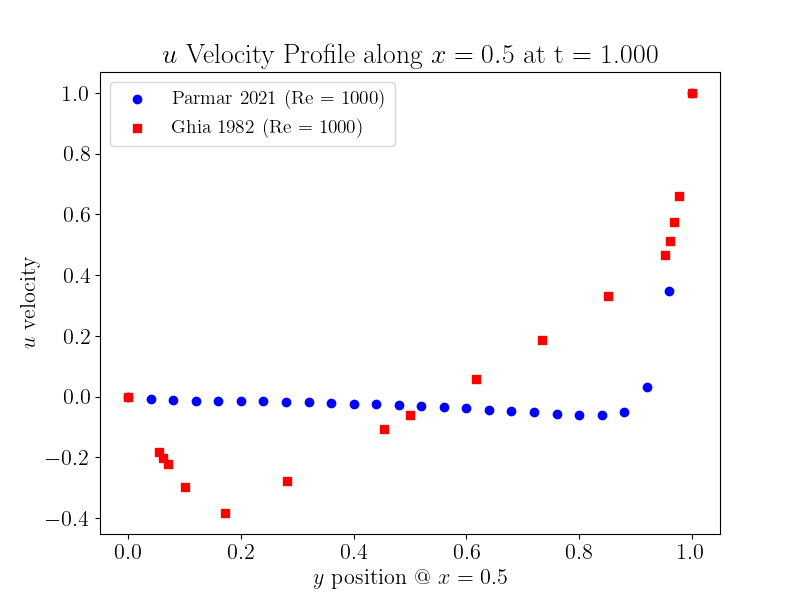 u Velocity Profile along x = 0.5 at t = 1.000
Parmar 2021 (Re = 1000)
Ghia 1982 (Re = 1000)
1.0
0.8
0.6
0.4
0.2
0.0
−0.2
−0.4
u velocity
0.0 0.2 0.4 0.6 0.8 1.0
y position @ x = 0.5